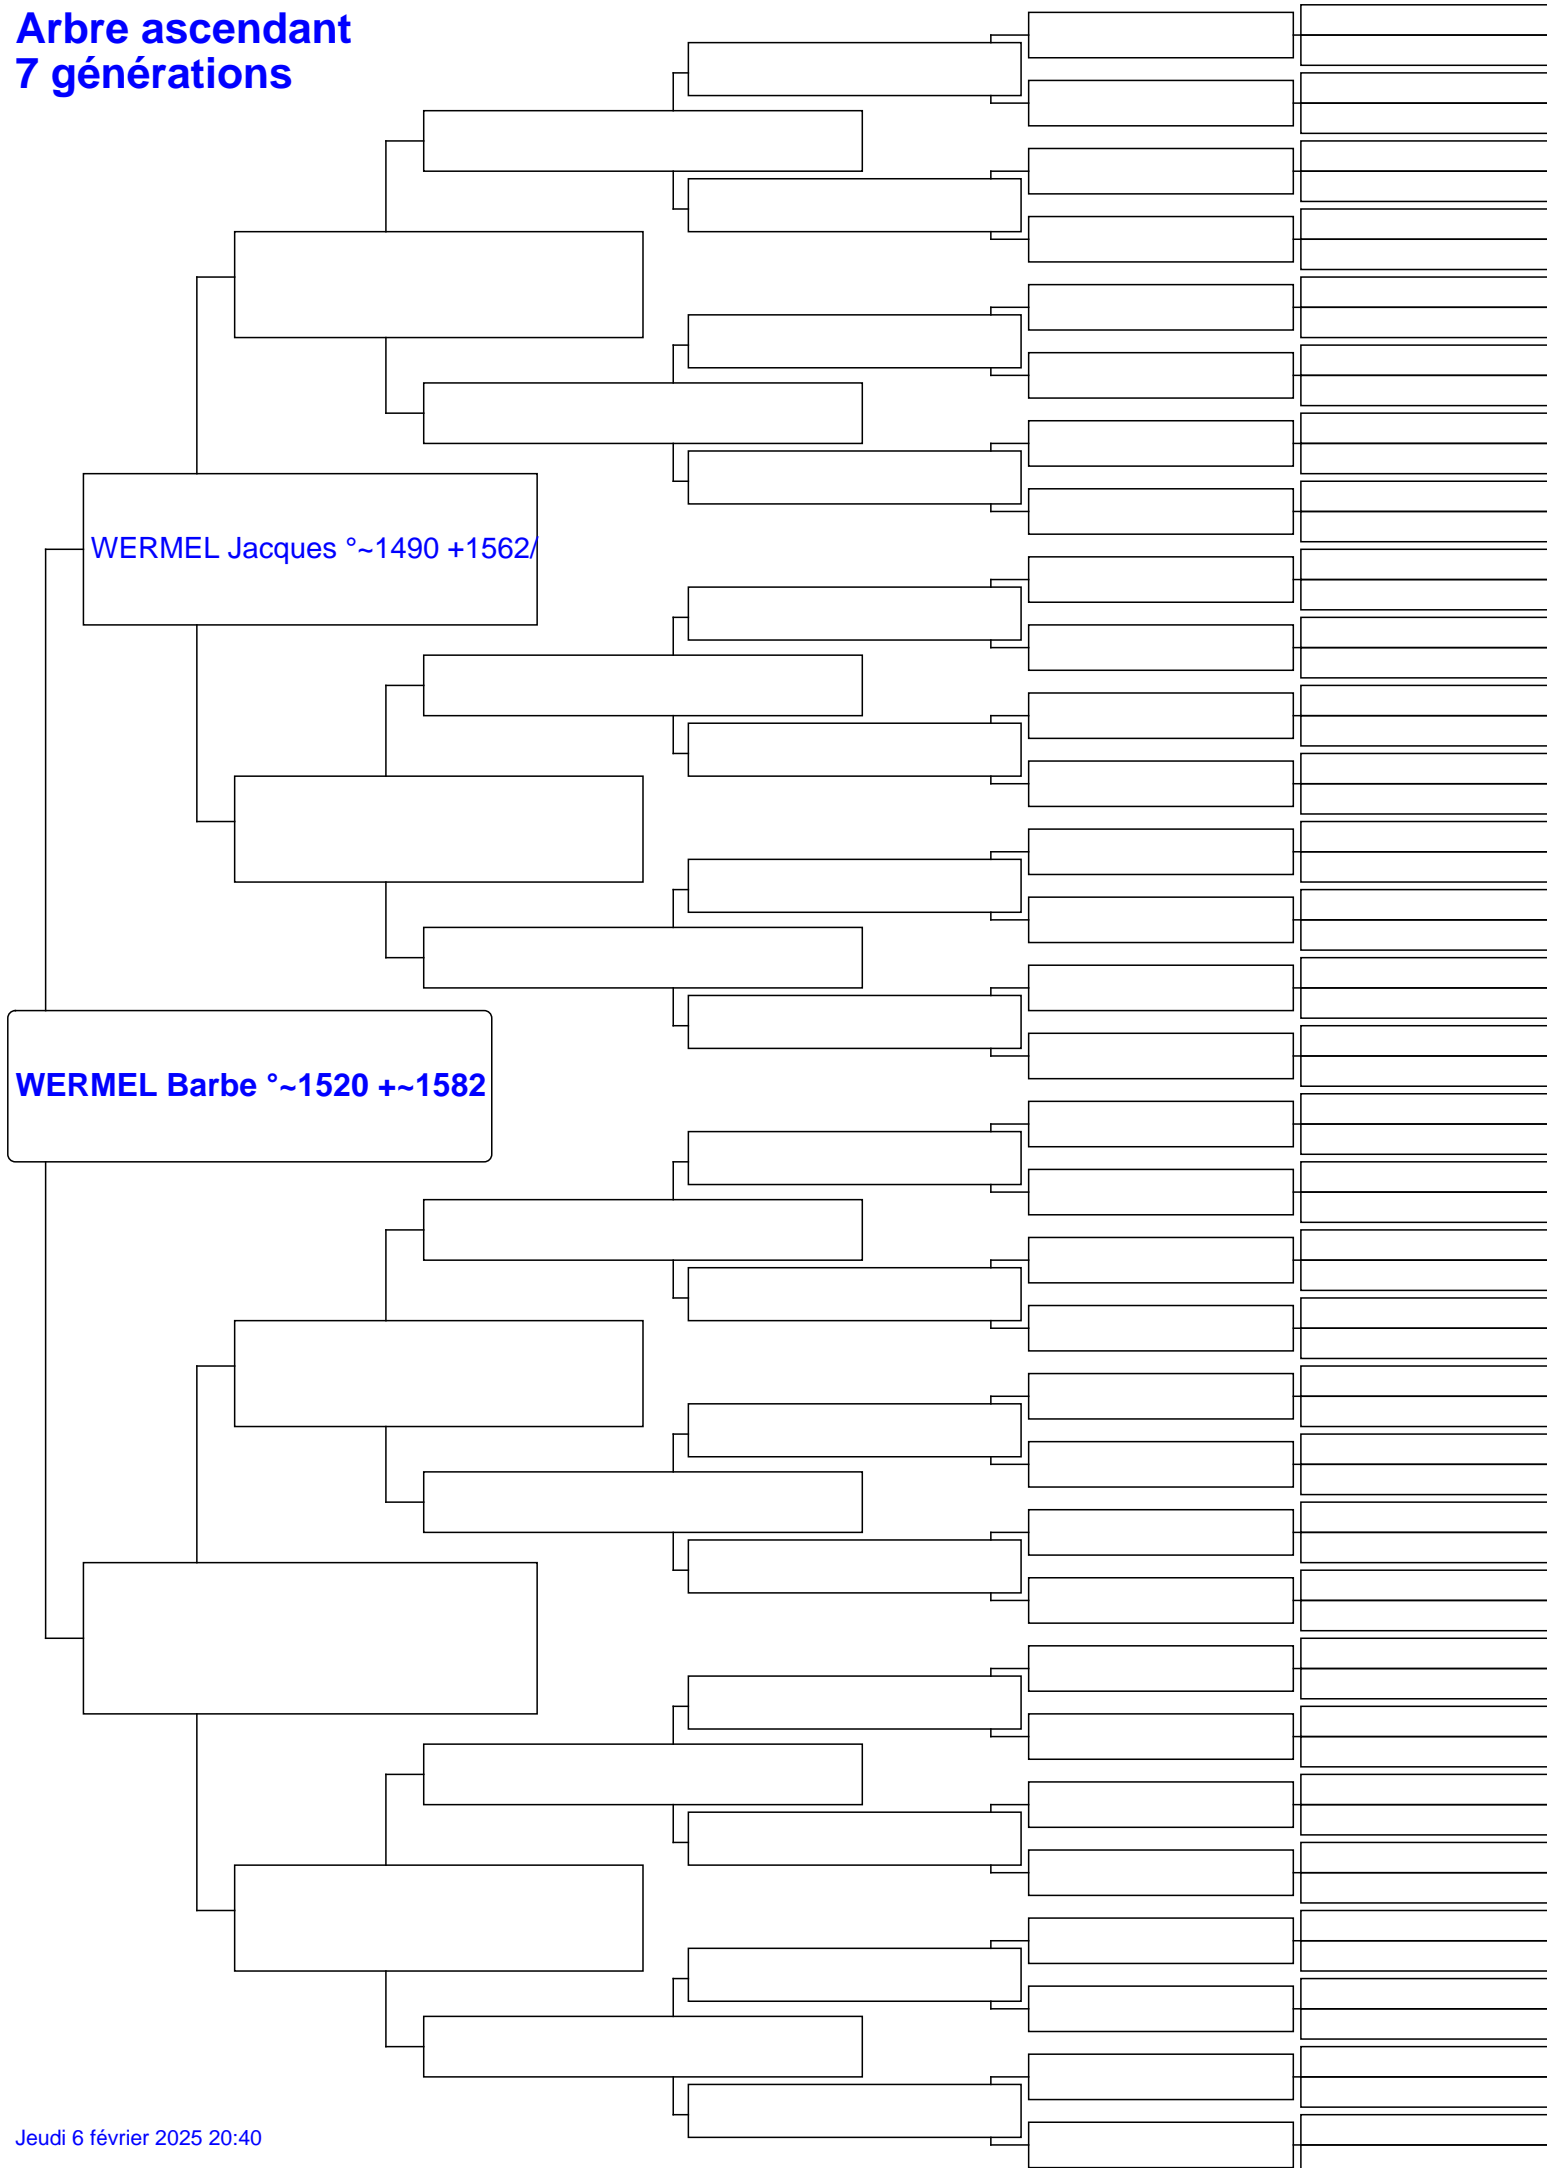 Arbre ascendant
7 générations
WERMEL Jacques °~1490 +1562/
WERMEL Barbe °~1520 +~1582
Jeudi 6 février 2025 20:40